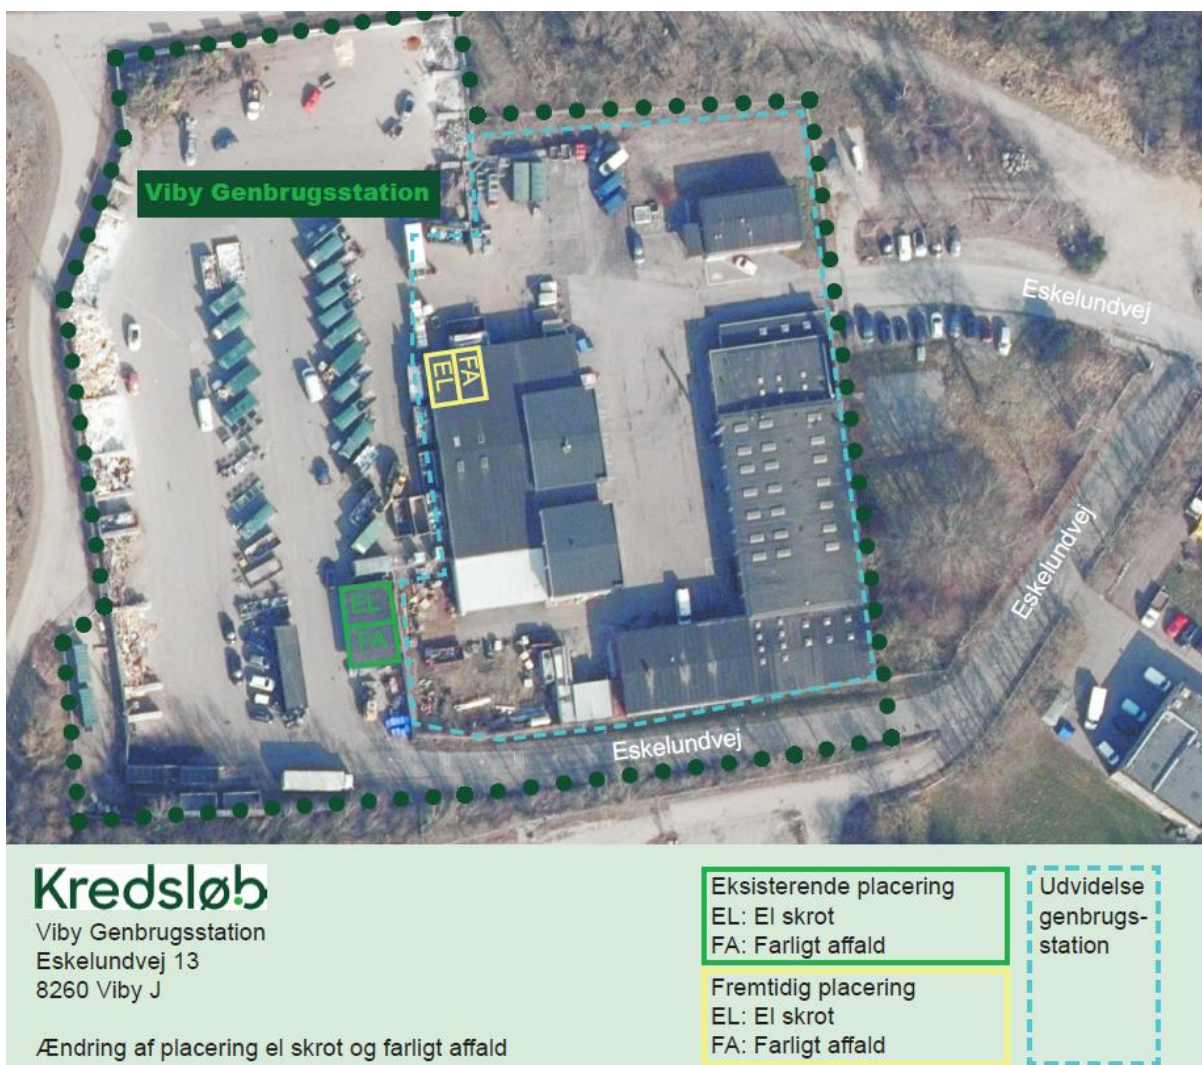 Viby Genbrugsstation
Eskelundvej
FA
EL
Eskelundvej
EL
FA
Eskelundvej
Kredsløb
Viby Genbrugsstation
Eskelundvej 13
8260 Viby J
Ændring af placering el skrot og farligt affald
Eksisterende placering
EL: El skrot
FA: Farligt affald
Fremtidig placering
EL: El skrot
FA: Farligt affald
Udvidelse
genbrugs-
station